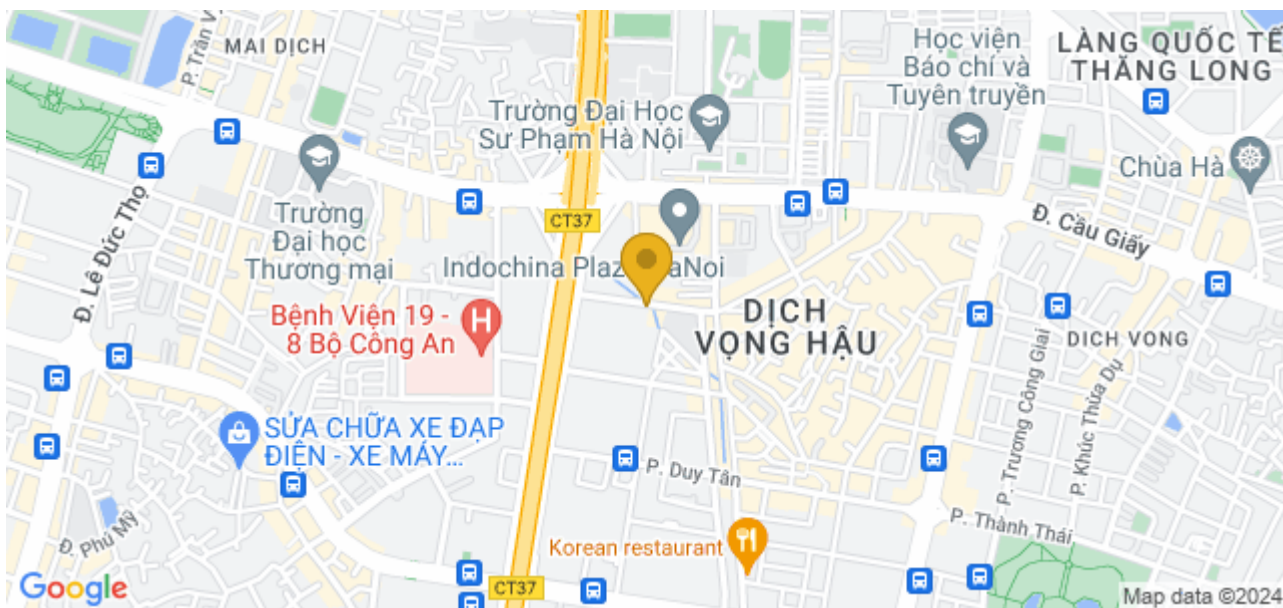 MAI DỊCH
P. Trần V
Học viện
Báo chí và
Tuyên truyền
LÀNG QUỐC TẾ
THĂNG LONG
Trường Đại Học
Sư Phạm Hà Nội
Chùa Hà
Trường
Đại học
Thương mại
CT37
Đ. Cầu Giấy
Đ. Lê Đức Thọ
Indochina Plaz HaNoi
Bệnh Viện 19 -
8 Bộ Công An
DỊCH
VỌNG HẬU
DỊCH VỌNG
P. Trương Công Giai
P. Khúc Thừa Dụ
SỬA CHỮA XE ĐẠP
ĐIỆN - XE MÁY...
P. Duy Tân
P. Thành Thái
Đ. Phú Mỹ
Korean restaurant
Google
CT37
Map data ©2024